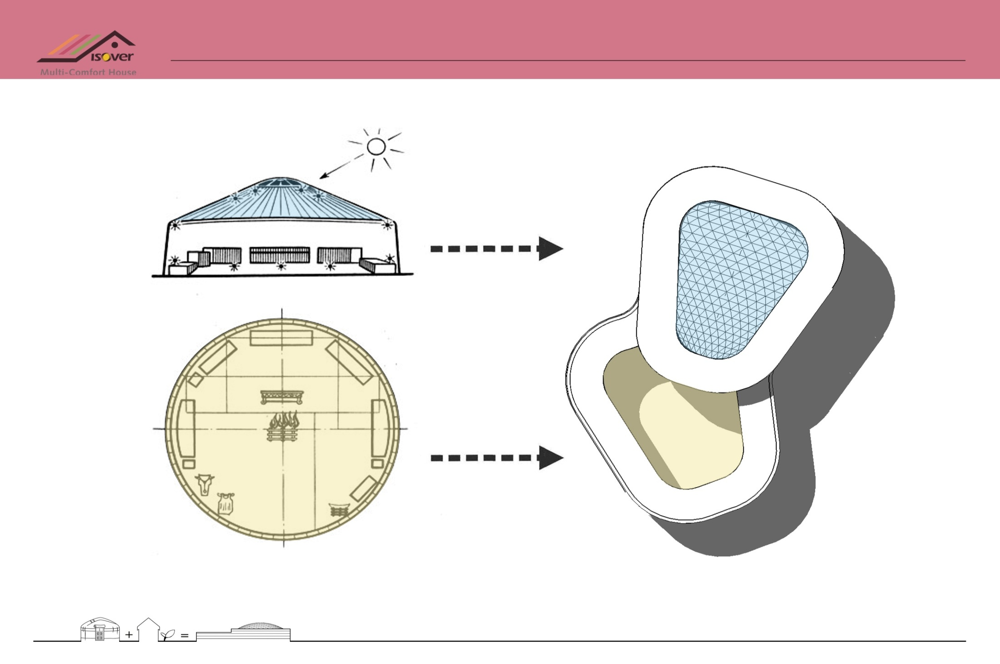 ISOVER
Multi-Comfort House
+ =